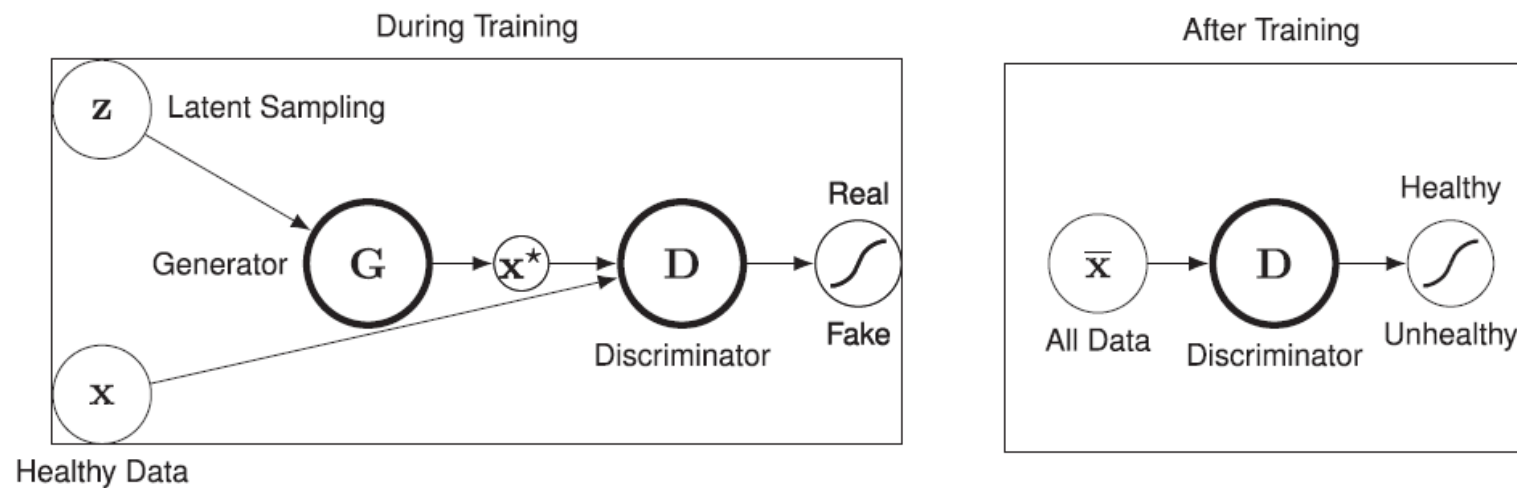 During Training
z
Latent Sampling
Generator
G
x*
D
Discriminator
Real
Fake
x
Healthy Data
After Training
x̅
All Data
D
Discriminator
Healthy
Unhealthy